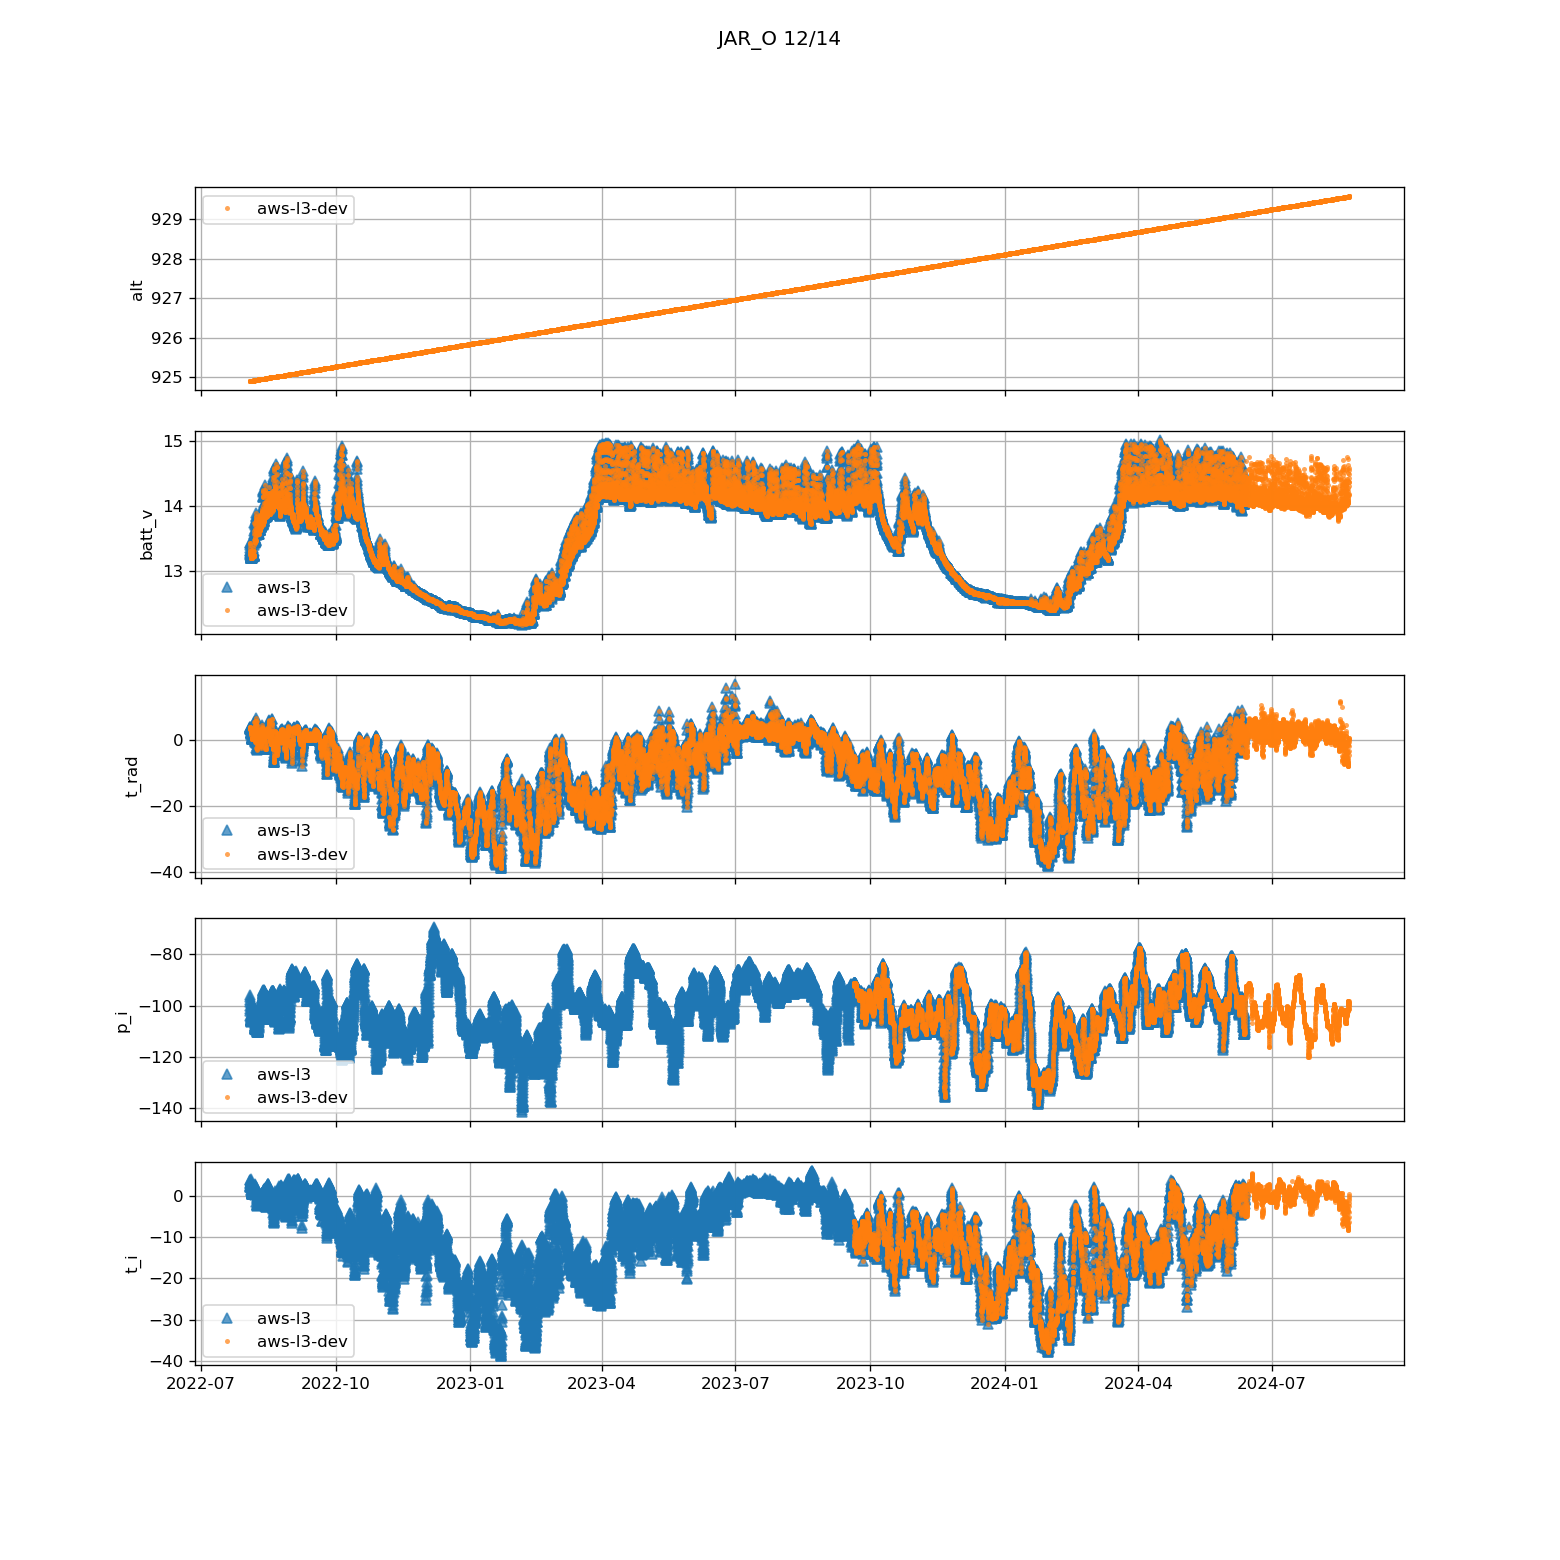 JAR_O 12/14
aws-l3-dev
929
928
927
926
925
alt
15
14
13
batt_v
aws-l3
aws-l3-dev
0
−20
−40
t_rad
aws-l3
aws-l3-dev
−80
−100
−120
−140
p_i
aws-l3
aws-l3-dev
0
−10
−20
−30
−40
t_i
aws-l3
aws-l3-dev
2022-07 2022-10 2023-01 2023-04 2023-07 2023-10 2024-01 2024-04 2024-07